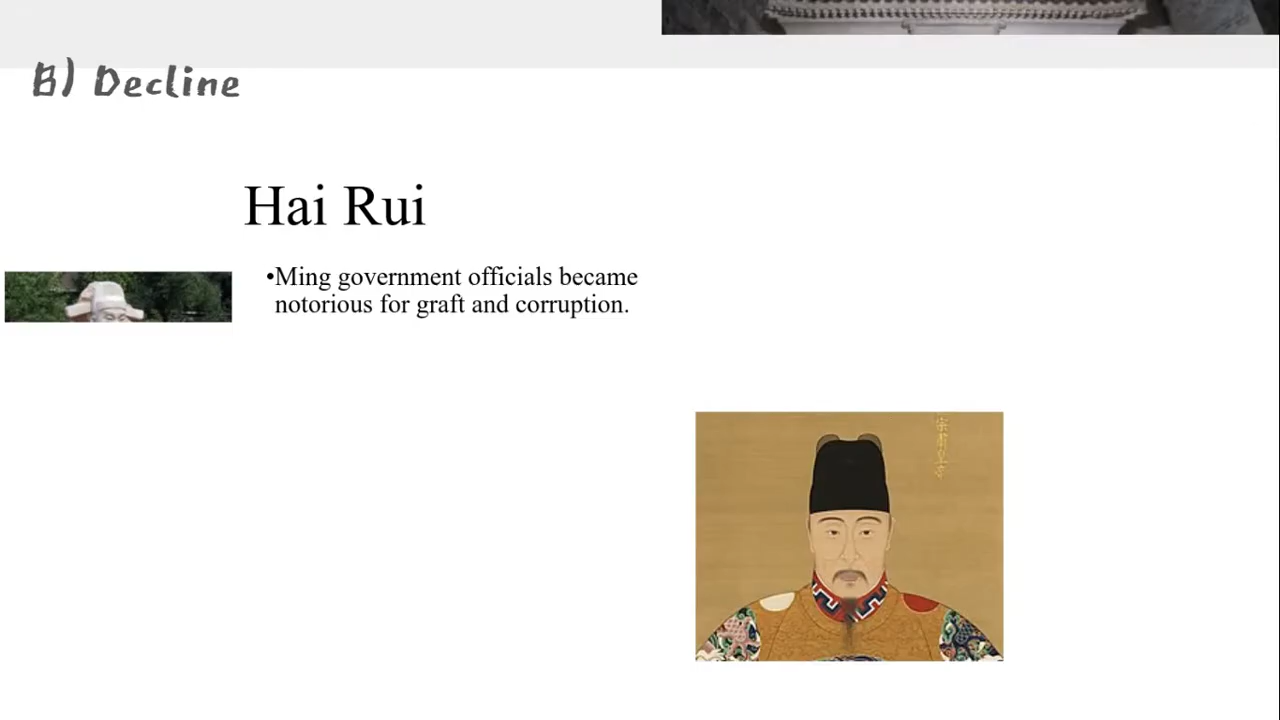 B) Decline
Hai Rui
•Ming government officials became
notorious for graft and corruption.